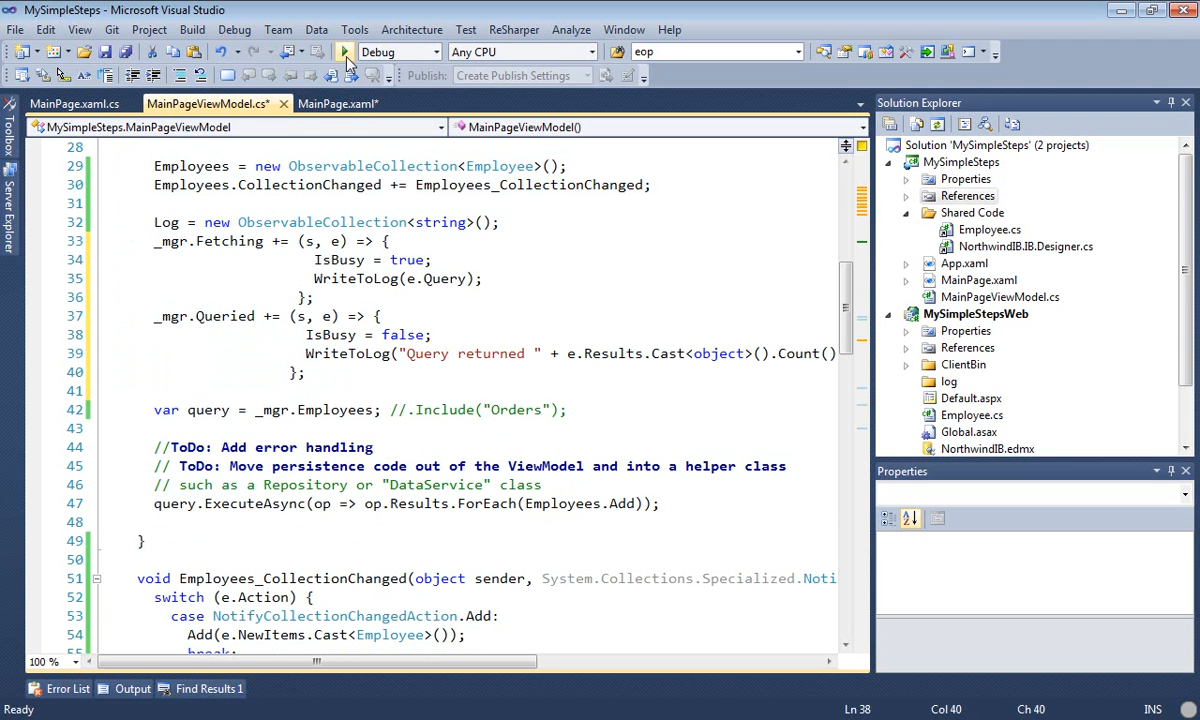 MySimpleSteps - Microsoft Visual Studio
File Edit View Git Project Build Debug Team Data Tools Architecture Test ReSharper Analyze Window Help
Debug Any CPU eop
Publish: Create Publish Settings
MainPage.xaml.cs MainPageViewModel.cs* MainPage.xaml*
MySimpleSteps.MainPageViewModel MainPageViewModel()
28
29 Employees = new ObservableCollection<Employee>();
30 Employees.CollectionChanged += Employees_CollectionChanged;
31
32 Log = new ObservableCollection<string>();
33 _mgr.Fetching += (s, e) => {
34 IsBusy = true;
35 WriteToLog(e.Query);
36 };
37 _mgr.Queried += (s, e) => {
38 IsBusy = false;
39 WriteToLog("Query returned " + e.Results.Cast<object>().Count()
40 };
41
42 var query = _mgr.Employees; //.Include("Orders");
43
44 //ToDo: Add error handling
45 // ToDo: Move persistence code out of the ViewModel and into a helper class
46 // such as a Repository or "DataService" class
47 query.ExecuteAsync(op => op.Results.ForEach(Employees.Add));
48
49 }
50
51 void Employees_CollectionChanged(object sender, System.Collections.Specialized.Noti
52 switch (e.Action) {
53 case NotifyCollectionChangedAction.Add:
54 Add(e.NewItems.Cast<Employee>());
break;
100 %
Toolbox
Server Explorer
Solution Explorer
Solution 'MySimpleSteps' (2 projects)
MySimpleSteps
Properties
References
Shared Code
Employee.cs
NorthwindIB.IB.Designer.cs
App.xaml
MainPage.xaml
MainPageViewModel.cs
MySimpleStepsWeb
Properties
References
ClientBin
log
Default.aspx
Employee.cs
Global.asax
NorthwindIB.edmx
Properties
Error List Output Find Results 1
Ready Ln 38 Col 40 Ch 40 INS